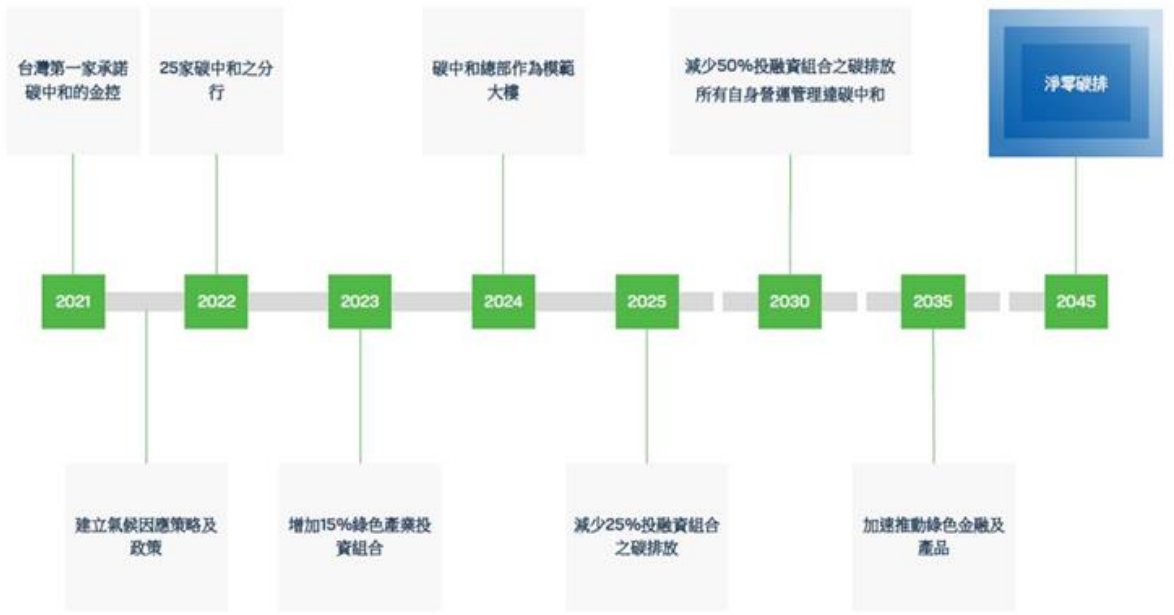 台灣第一家承諾
碳中和的金控
25家碳中和之分
行
碳中和總部作為模範
大樓
減少50%投融資組合之碳排放
所有自身營運管理達碳中和
淨零碳排
2021
2022
2023
2024
2025
2030
2035
2045
建立氣候因應策略及
政策
增加15%綠色產業投
資組合
減少25%投融資組合
之碳排放
加速推動綠色金融及
產品